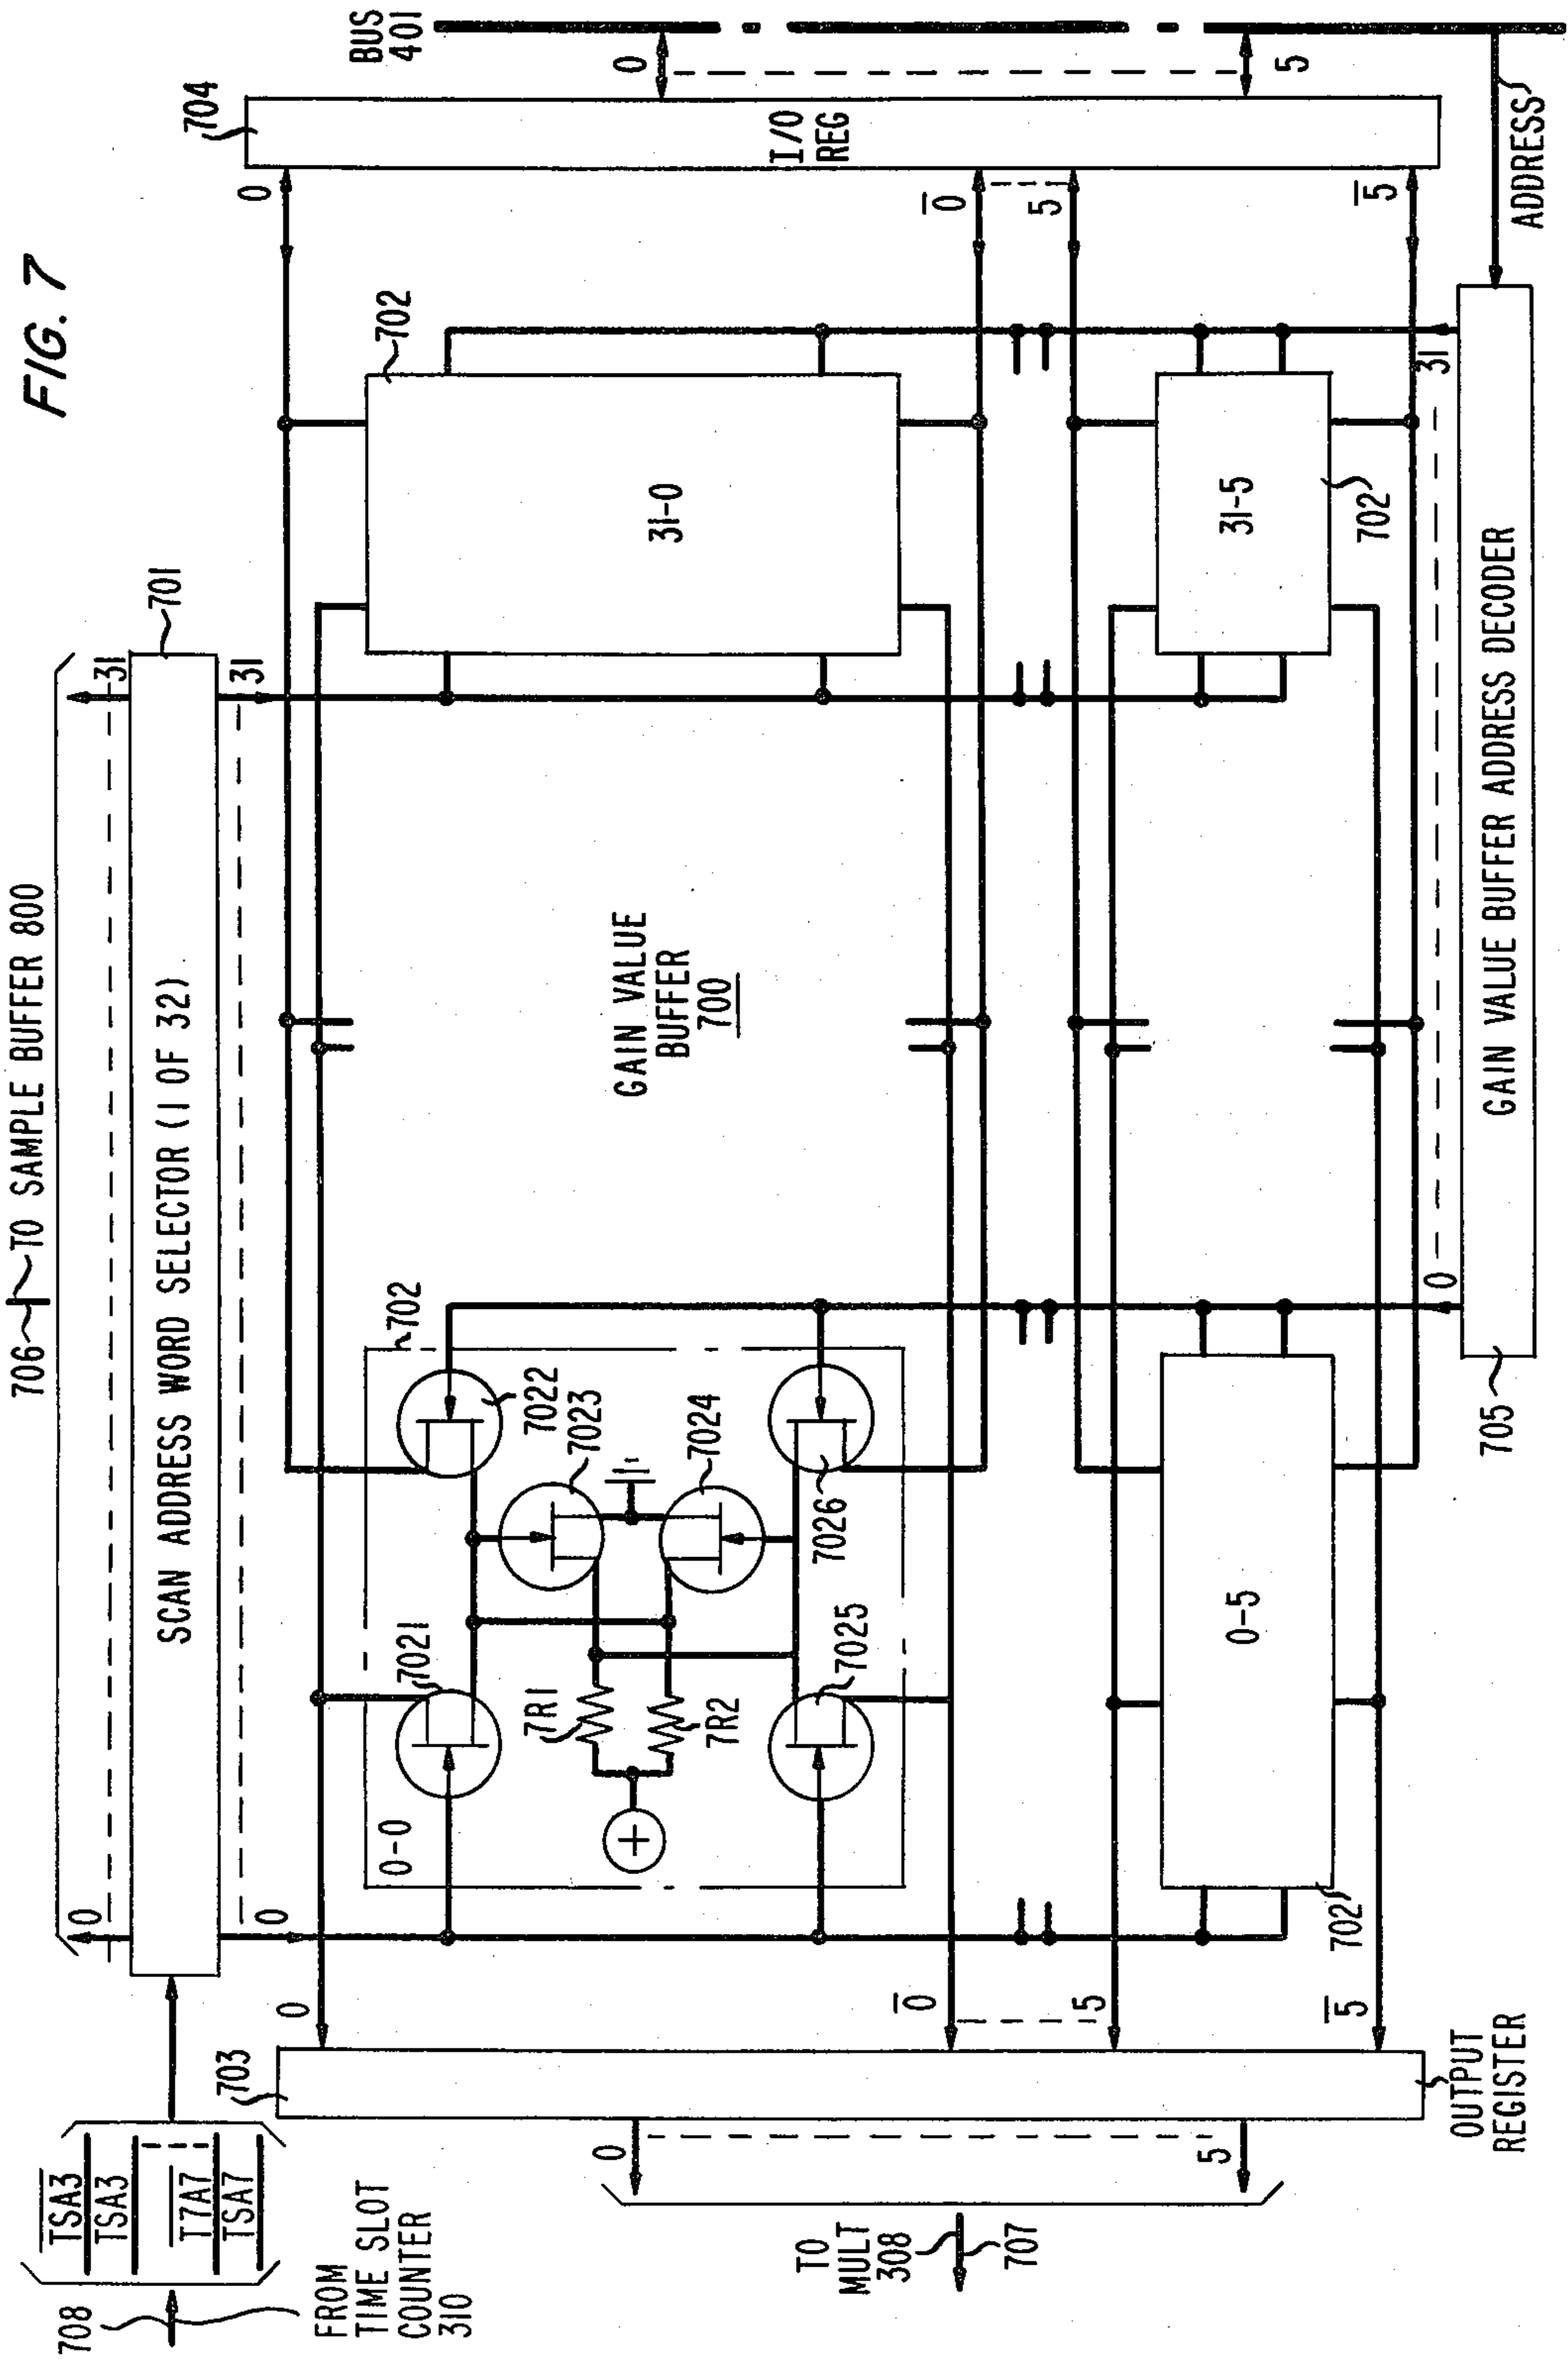 FIG. 7
706 TO SAMPLE BUFFER 800
0
31
SCAN ADDRESS WORD SELECTOR (1 OF 32)
701
0
31
TSA3
TSA3
T7A7
TSA7
708
FROM
TIME SLOT
COUNTER
310
703
0
0
5
5
OUTPUT
REGISTER
0
5
TO
MULT
308
707
0-0
702
7021
7022
7023
7024
7025
7026
7R1
7R2
0-5
702
GAIN VALUE
BUFFER
700
31-0
702
31-5
702
704
I/O
REG
0
0
5
5
BUS
401
0
5
ADDRESS
0
31
GAIN VALUE BUFFER ADDRESS DECODER
705